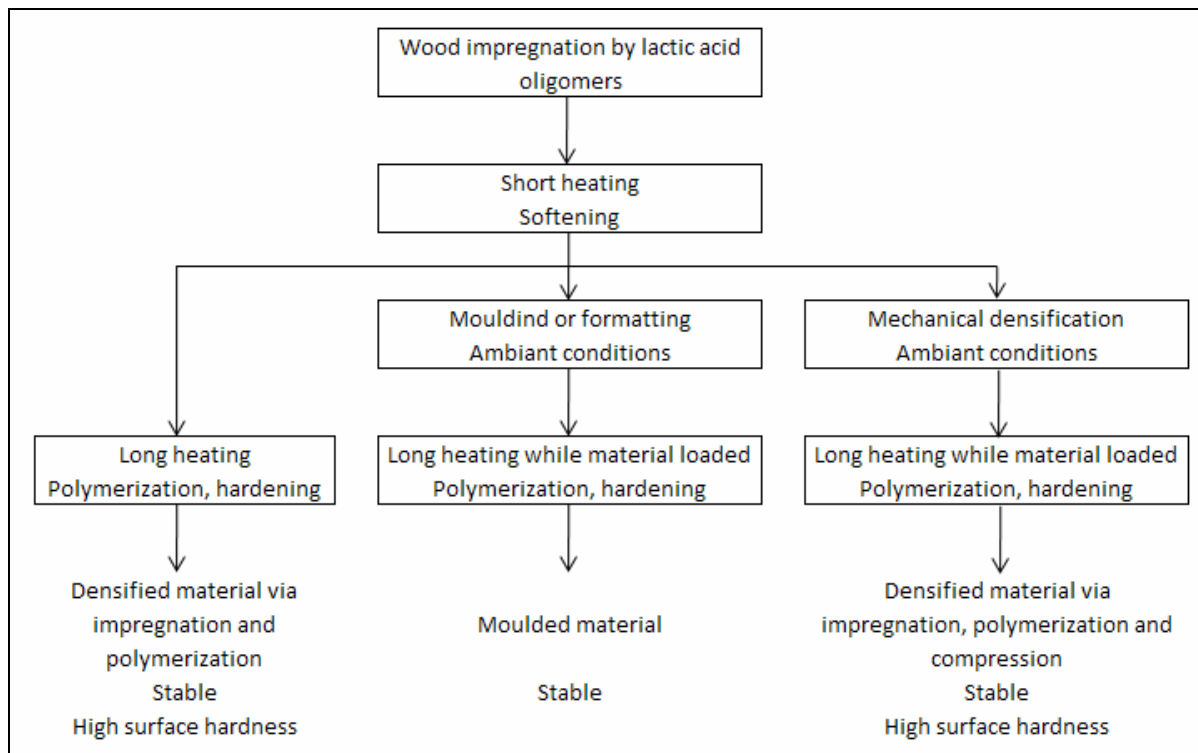 Wood impregnation by lactic acid
oligomers
Short heating
Softening
Mouldind or formatting
Ambiant conditions
Mechanical densification
Ambiant conditions
Long heating
Polymerization, hardening
Long heating while material loaded
Polymerization, hardening
Long heating while material loaded
Polymerization, hardening
Densified material via
impregnation and
polymerization
Stable
High surface hardness
Moulded material
Stable
Densified material via
impregnation, polymerization and
compression
Stable
High surface hardness